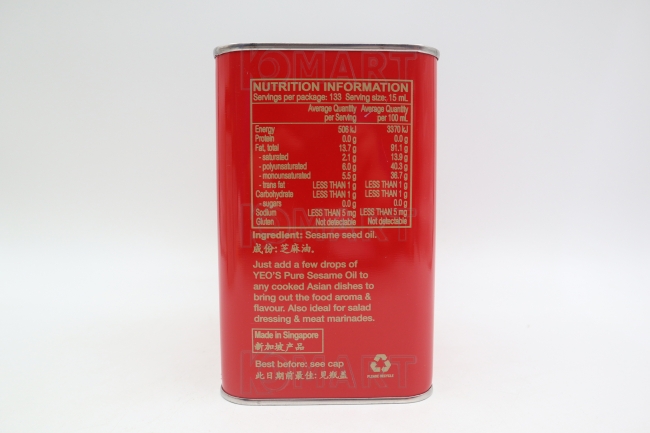 NUTRITION INFORMATION
Servings per package: 133 Serving size: 15 ml.
Average Quantity per Serving Average Quantity per 100 ml.
Energy 506 kJ 3370 kJ
Protein 0.0 g 0.0 g
Fat, total 13.7 g 91.1 g
- saturated 2.1 g 13.9 g
- polyunsaturated 6.0 g 40.3 g
- monounsaturated 5.5 g 36.7 g
- trans fat LESS THAN 1 g LESS THAN 1 g
Carbohydrate LESS THAN 1 g LESS THAN 1 g
- sugars 0.0 g 0.0 g
Sodium LESS THAN 5 mg LESS THAN 5 mg
Gluten Not detectable Not detectable
Ingredient: Sesame seed oil.
成份: 芝麻油.
Just add a few drops of
YEO'S Pure Sesame Oil to
any cooked Asian dishes to
bring out the food aroma &
flavour. Also ideal for salad
dressing & meat marinades.
Made in Singapore
新加坡产品
Best before: see cap
此日期前最佳: 见瓶盖
PLEASE RECYCLE